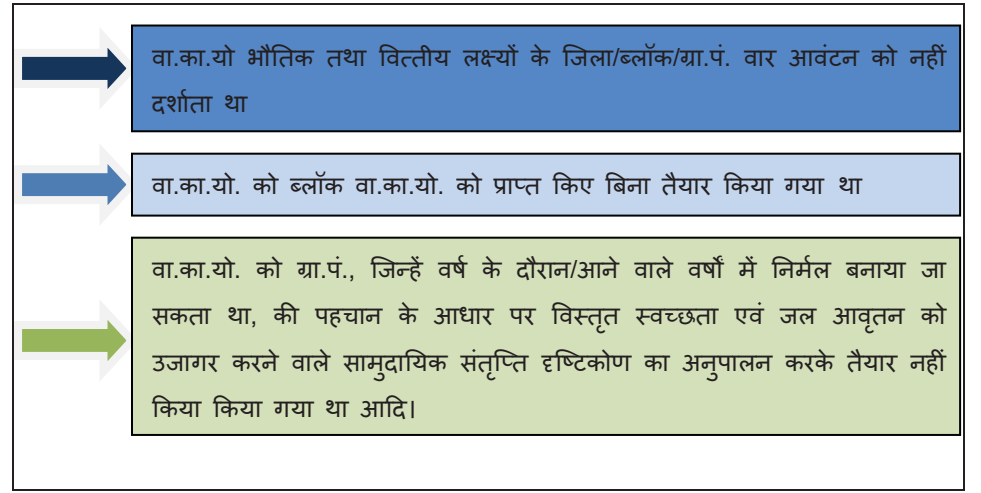 वा.का.यो भौतिक तथा वित्तीय लक्ष्यों के जिला/ब्लॉक/ग्रा.पं. वार आवंटन को नहीं
दर्शाता था
वा.का.यो. को ब्लॉक वा.का.यो. को प्राप्त किए बिना तैयार किया गया था
वा.का.यो. को ग्रा.पं., जिन्हें वर्ष के दौरान/आने वाले वर्षों में निर्मल बनाया जा
सकता था, की पहचान के आधार पर विस्तृत स्वच्छता एवं जल आवृतन को
उजागर करने वाले सामुदायिक संतृप्ति दृष्टिकोण का अनुपालन करके तैयार नहीं
किया किया गया था आदि।